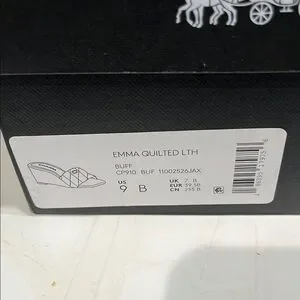 EMMA QUILTED LTH
BUFF
CP910 BUF 11002526JAX
US UK 7 B
9 B EUR 39.5B
CN 255 B